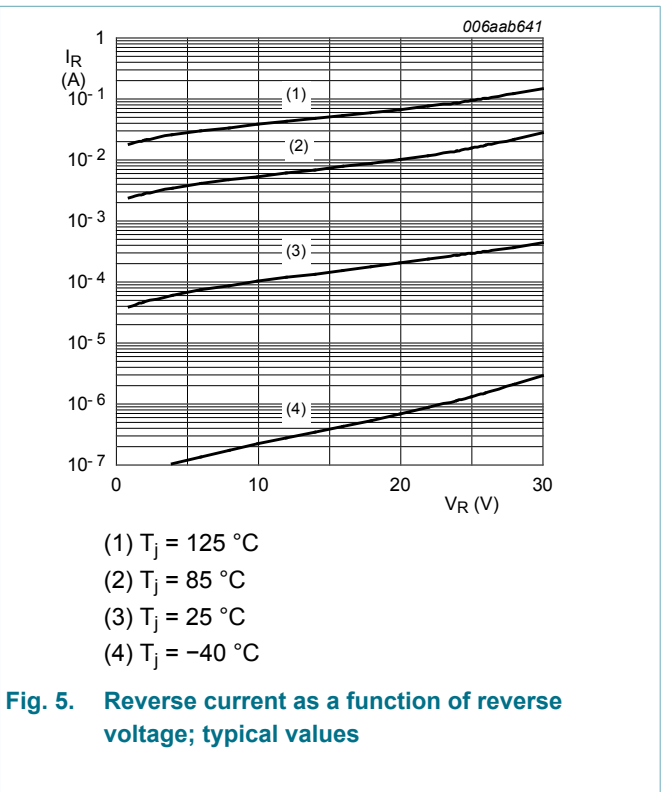 006aab641
1
I_R
(A)
10-1
(1)
(2)
10-2
10-3
(3)
10-4
10-5
10-6
(4)
10-7
0 10 20 30
V_R (V)
(1) T_j = 125 °C
(2) T_j = 85 °C
(3) T_j = 25 °C
(4) T_j = −40 °C
Fig. 5. Reverse current as a function of reverse
voltage; typical values